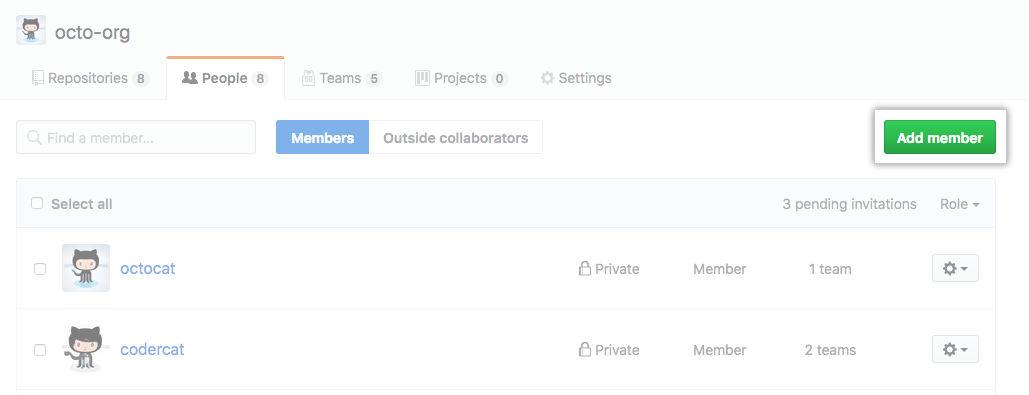 octo-org
Repositories 8 People 8 Teams 5 Projects 0 Settings
Find a member... Members Outside collaborators Add member
Select all 3 pending invitations Role
octocat Private Member 1 team
codercat Private Member 2 teams